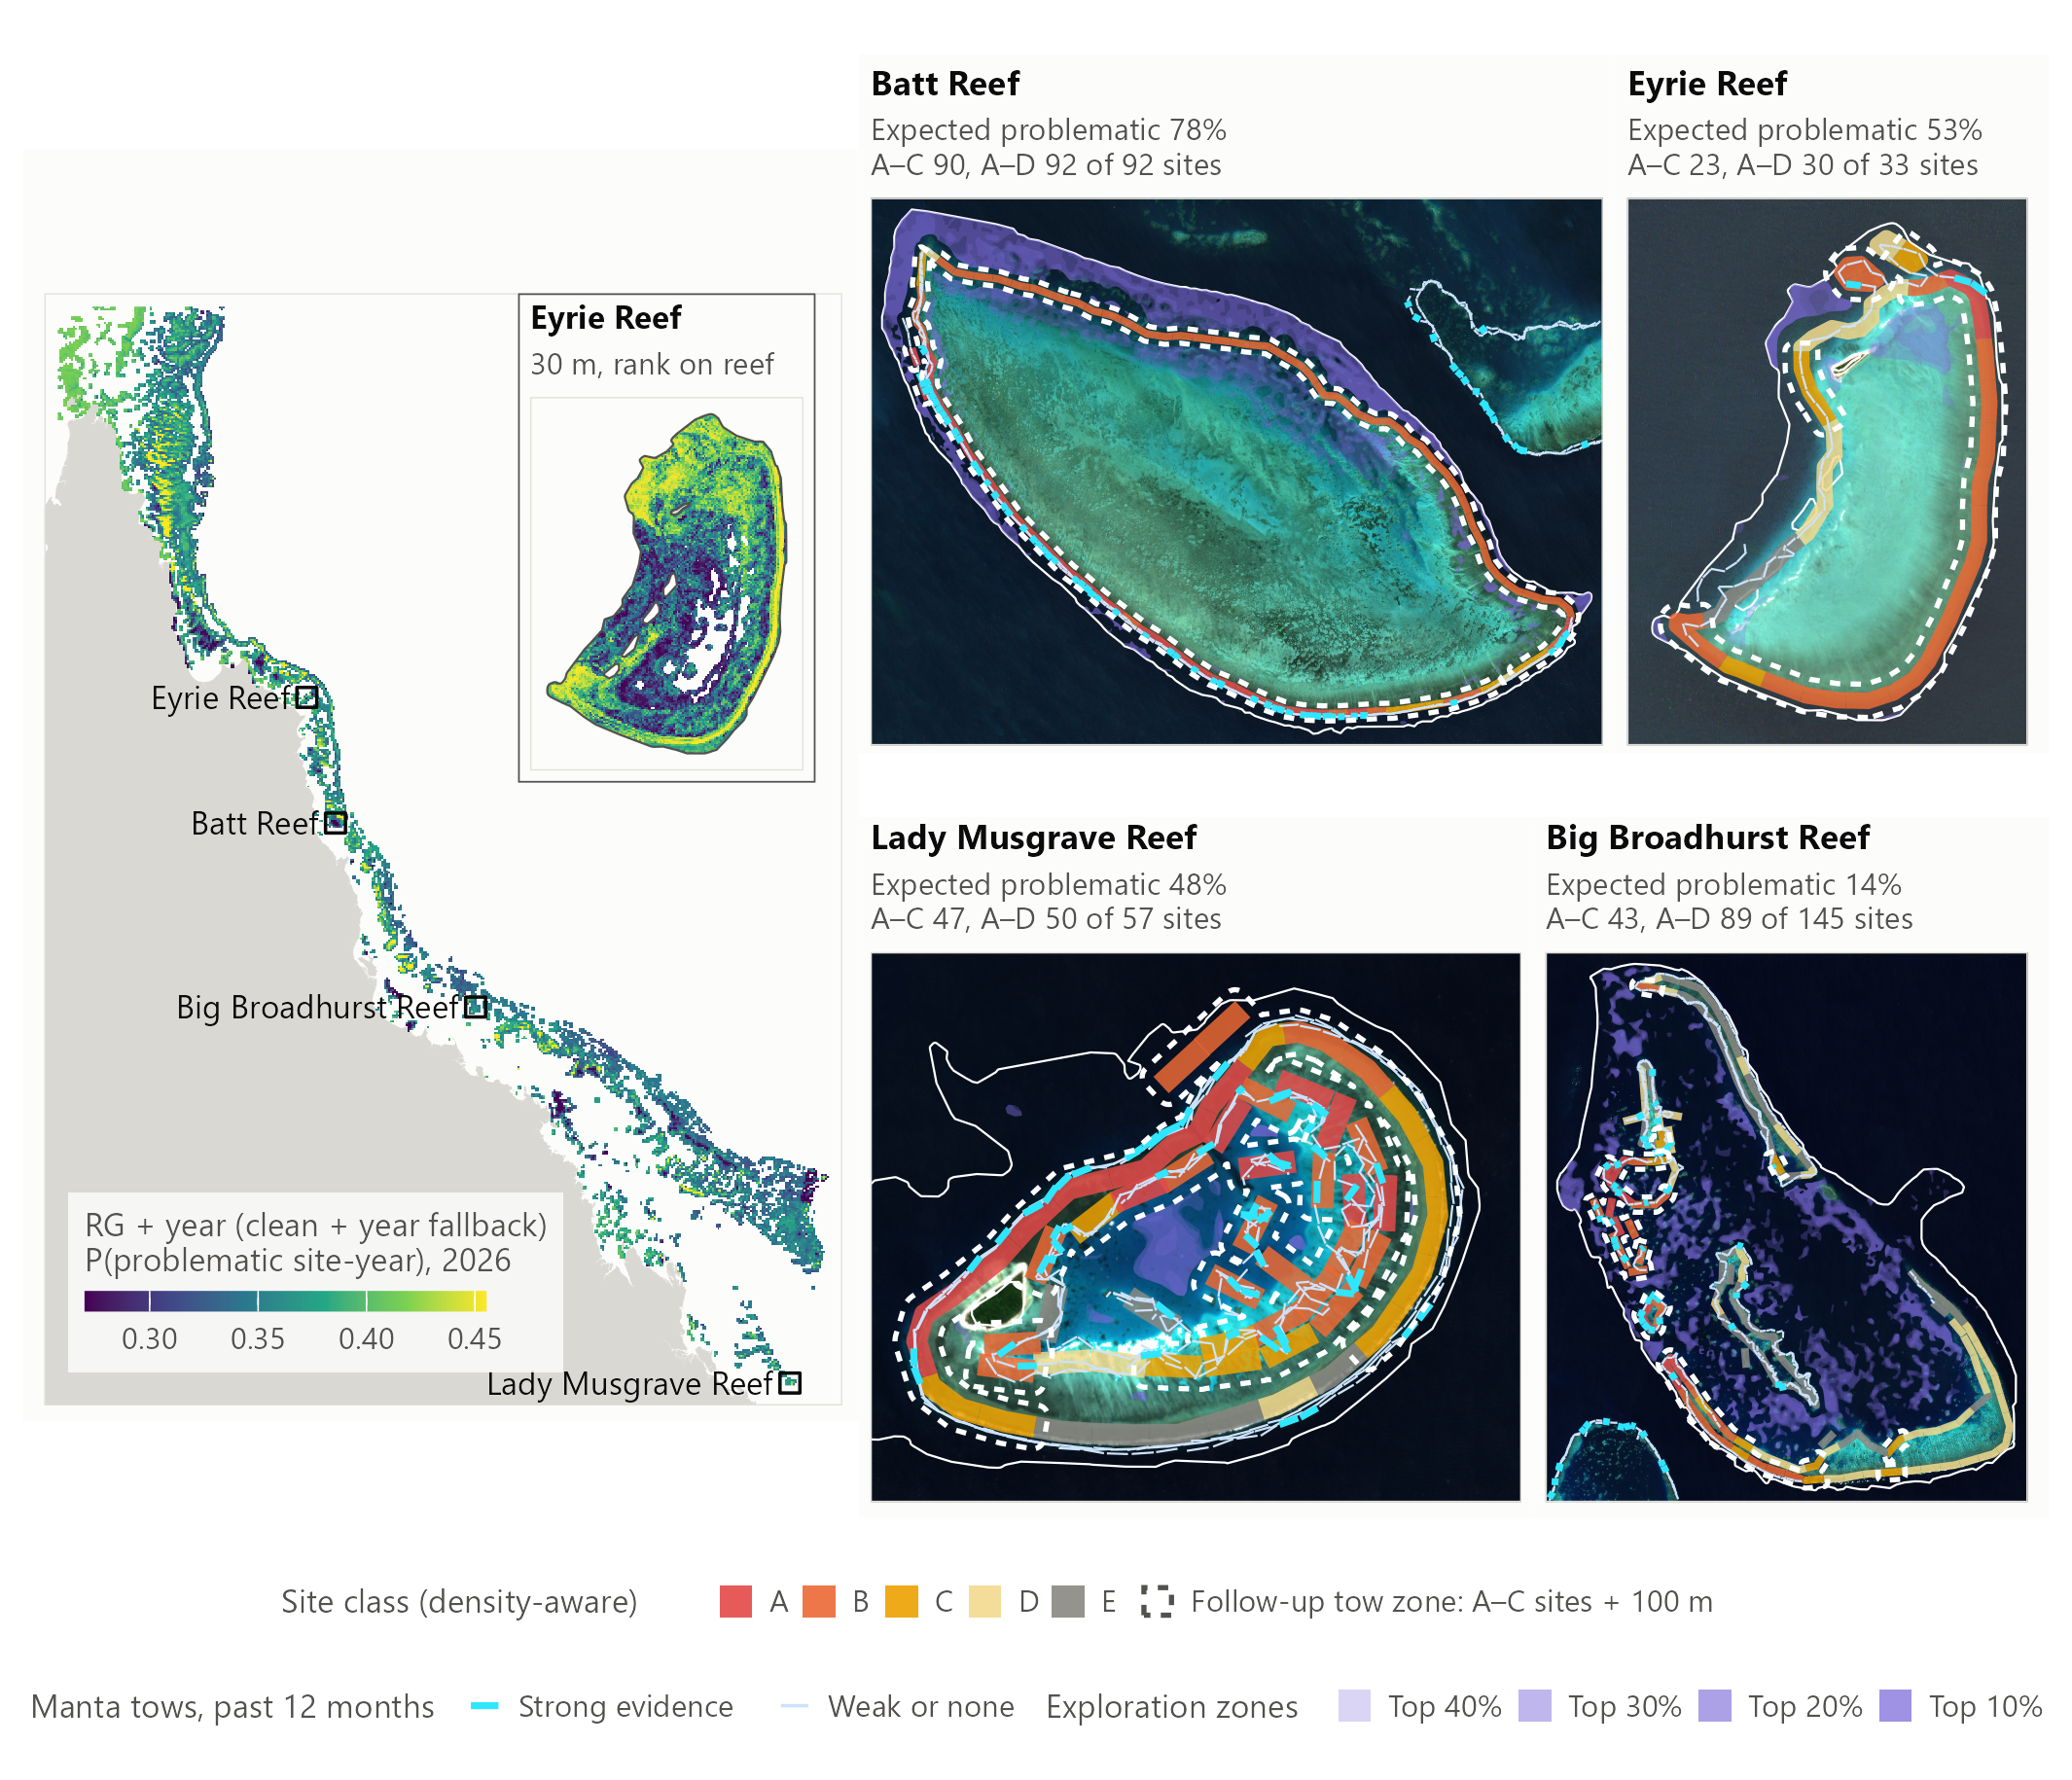 Batt Reef
Expected problematic 78%
A–C 90, A–D 92 of 92 sites
Eyrie Reef
Expected problematic 53%
A–C 23, A–D 30 of 33 sites
Eyrie Reef
30 m, rank on reef
Eyrie Reef
Batt Reef
Big Broadhurst Reef
Lady Musgrave Reef
RG + year (clean + year fallback)
P(problematic site-year), 2026
0.30 0.35 0.40 0.45
Lady Musgrave Reef
Expected problematic 48%
A–C 47, A–D 50 of 57 sites
Big Broadhurst Reef
Expected problematic 14%
A–C 43, A–D 89 of 145 sites
Site class (density-aware) A B C D E Follow-up tow zone: A–C sites + 100 m
Manta tows, past 12 months Strong evidence Weak or none Exploration zones Top 40% Top 30% Top 20% Top 10%